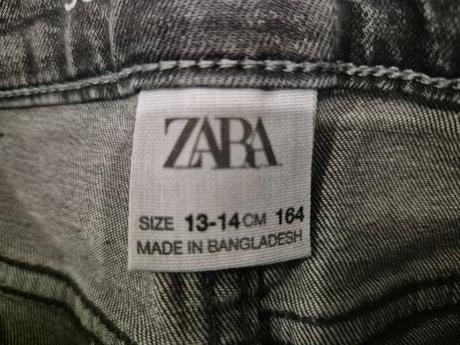 ZARA
SIZE 13-14 CM 164
MADE IN BANGLADESH